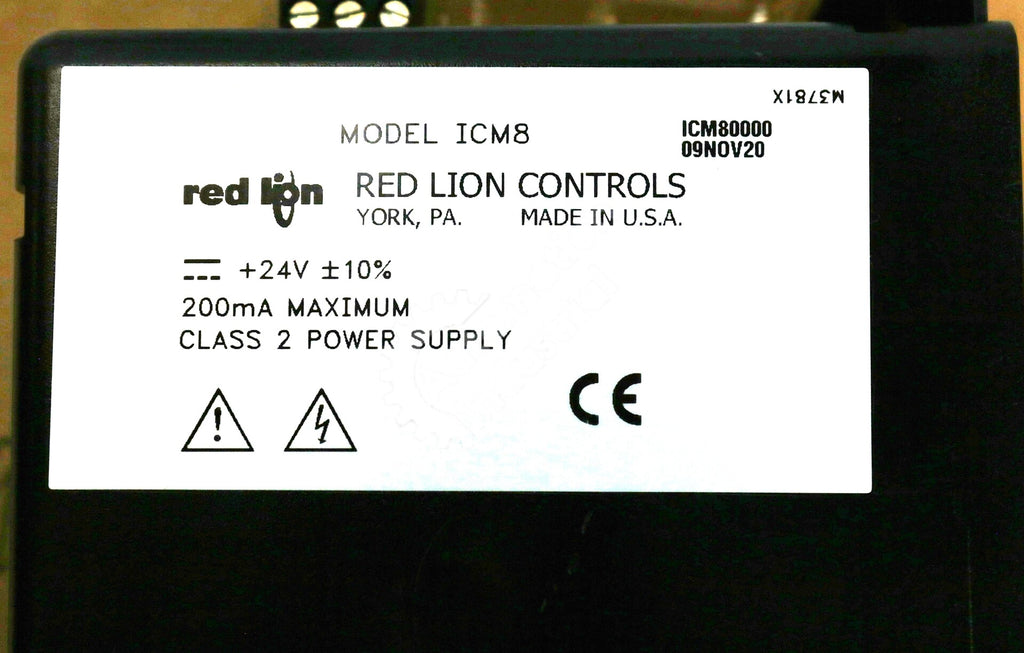 M3781X
MODEL ICM8
ICM80000
09NOV20
red lion
RED LION CONTROLS
YORK, PA. MADE IN U.S.A.
+24V ±10%
200mA MAXIMUM
CLASS 2 POWER SUPPLY
CE